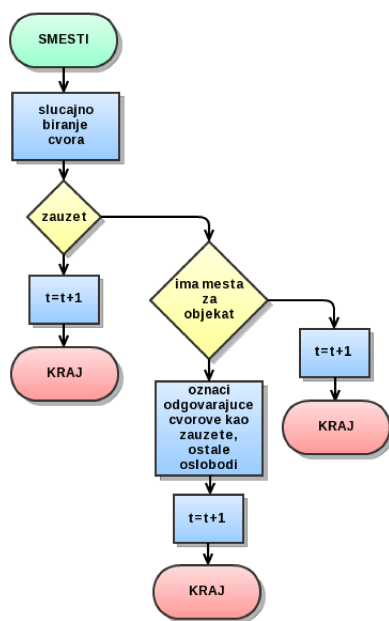 SMESTI
slucajno
biranje
cvora
zauzet
t=t+1
KRAJ
ima mesta
za
objekat
t=t+1
KRAJ
oznaci
odgovarajuce
cvorove kao
zauzete,
ostale
oslobodi
t=t+1
KRAJ